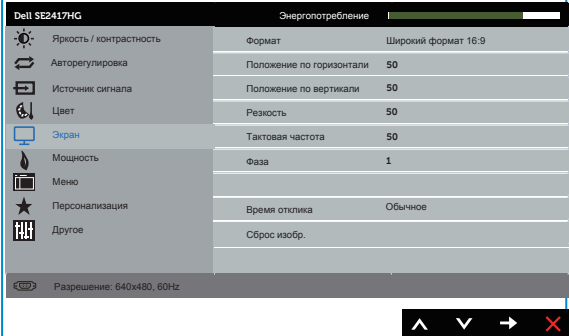 Dell SE2417HG Энергопотребление
Яркость / контрастность Формат Широкий формат 16:9
Авторегулировка Положение по горизонтали 50
Источник сигнала Положение по вертикали 50
Цвет Резкость 50
Экран Тактовая частота 50
Мощность Фаза 1
Меню
Персонализация Время отклика Обычное
Другое Сброс изобр.
Разрешение: 640x480, 60Hz